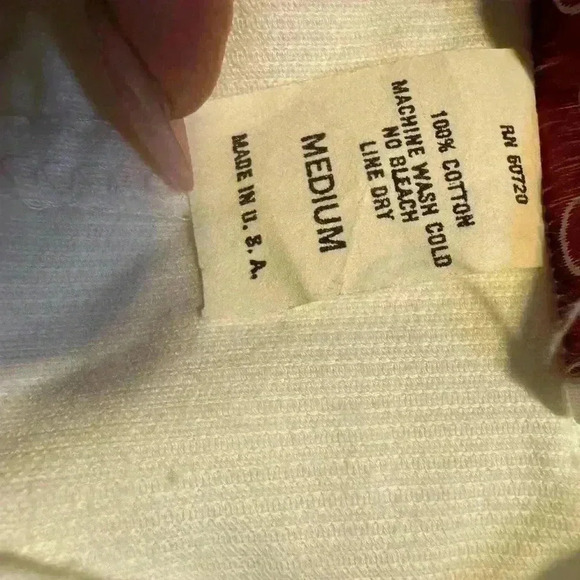 RN 60720
100% COTTON
MACHINE WASH COLD
NO BLEACH
LINE DRY
MEDIUM
MADE IN U. S. A.